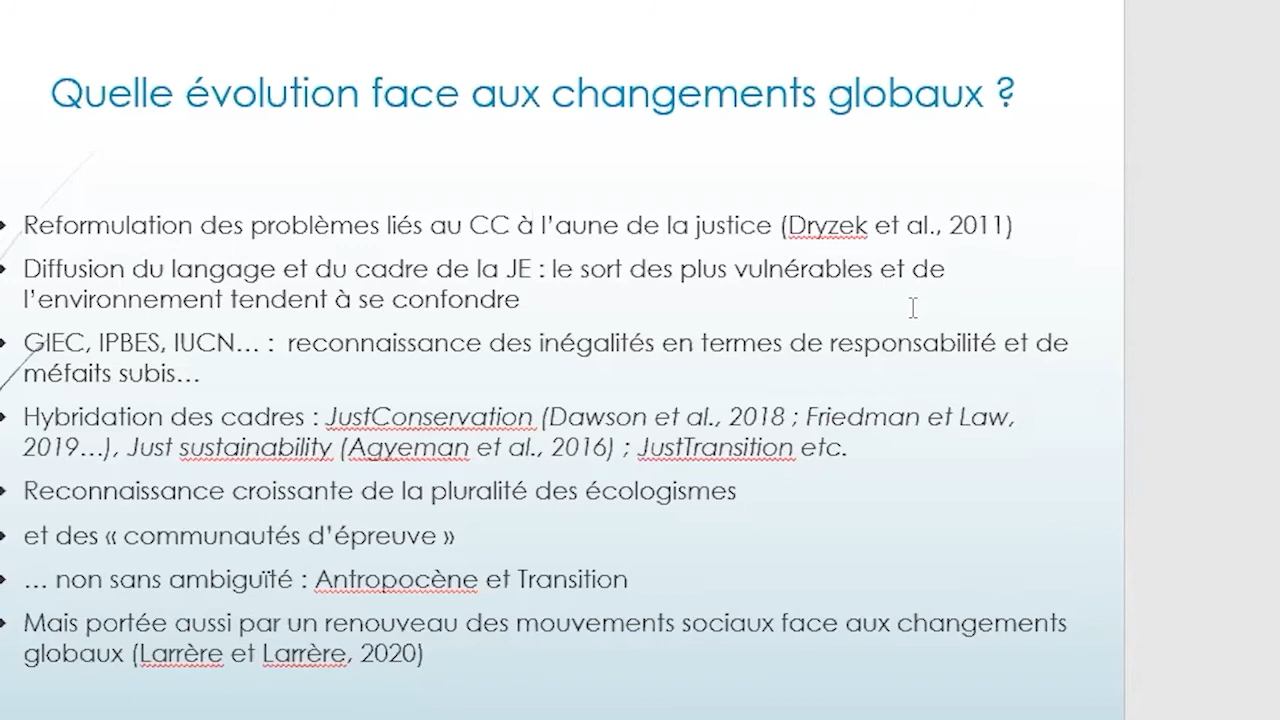 Quelle évolution face aux changements globaux ?
Reformulation des problèmes liés au CC à l'aune de la justice (Dryzek et al., 2011)
Diffusion du langage et du cadre de la JE : le sort des plus vulnérables et de
l'environnement tendent à se confondre
GIEC, IPBES, IUCN... : reconnaissance des inégalités en termes de responsabilité et de
méfaits subis...
Hybridation des cadres : JustConservation (Dawson et al., 2018 ; Friedman et Law,
2019...), Just sustainability (Agyeman et al., 2016) ; JustTransition etc.
Reconnaissance croissante de la pluralité des écologismes
et des « communautés d'épreuve »
... non sans ambiguïté : Antropocène et Transition
Mais portée aussi par un renouveau des mouvements sociaux face aux changements
globaux (Larrère et Larrère, 2020)